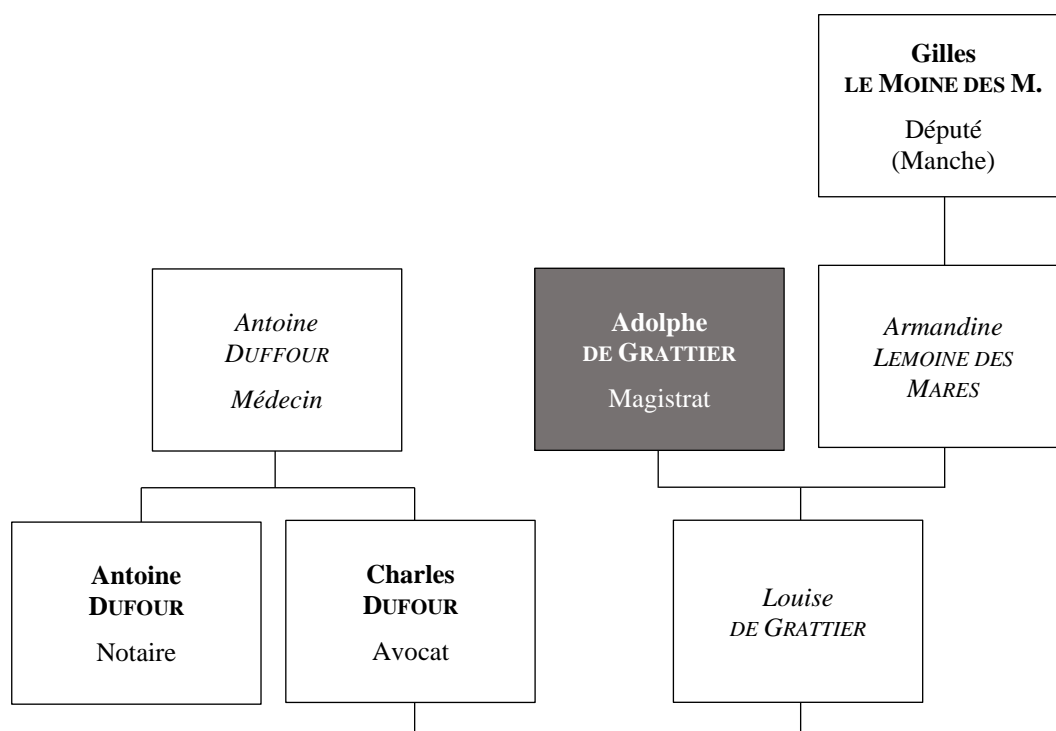 Gilles
LE MOINE DES M.
Député
(Manche)
Antoine
DUFFOUR
Médecin
Adolphe
DE GRATTIER
Magistrat
Armandine
LEMOINE DES
MARES
Antoine
DUFOUR
Notaire
Charles
DUFOUR
Avocat
Louise
DE GRATTIER